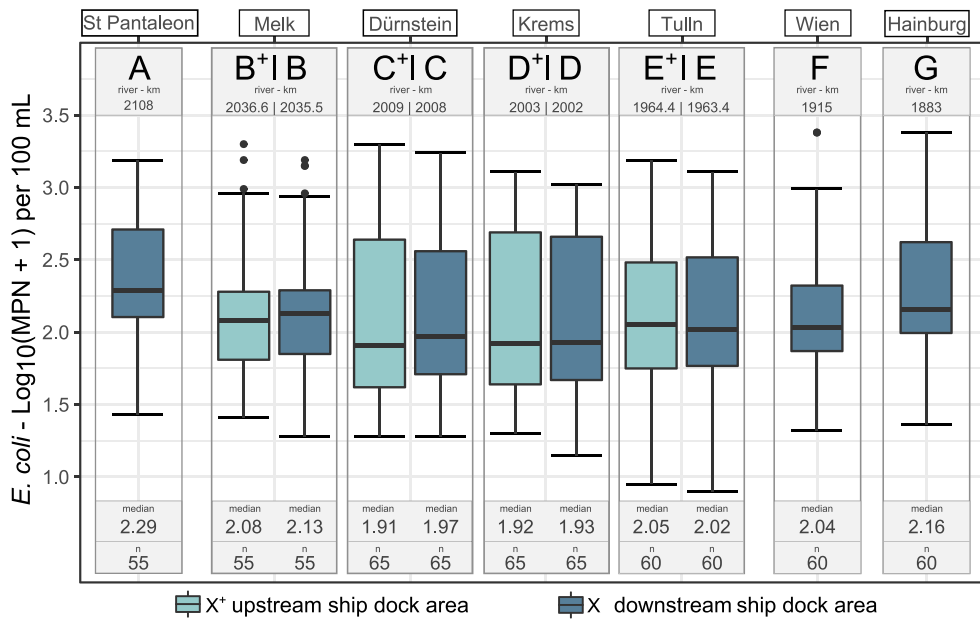 St Pantaleon Melk Dürnstein Krems Tulln Wien Hainburg
A B+| B C+| C D+| D E+| E F G
river - km river - km river - km river - km river - km river - km river - km
2108 2036.6 | 2035.5 2009 | 2008 2003 | 2002 1964.4 | 1963.4 1915 1883
E. coli - Log10(MPN + 1) per 100 mL
3.5
3.0
2.5
2.0
1.5
1.0
median median median median median median median median median median median
2.29 2.08 2.13 1.91 1.97 1.92 1.93 2.05 2.02 2.04 2.16
n n n n n n n n n n n
55 55 55 65 65 65 65 60 60 60 60
X+ upstream ship dock area X downstream ship dock area